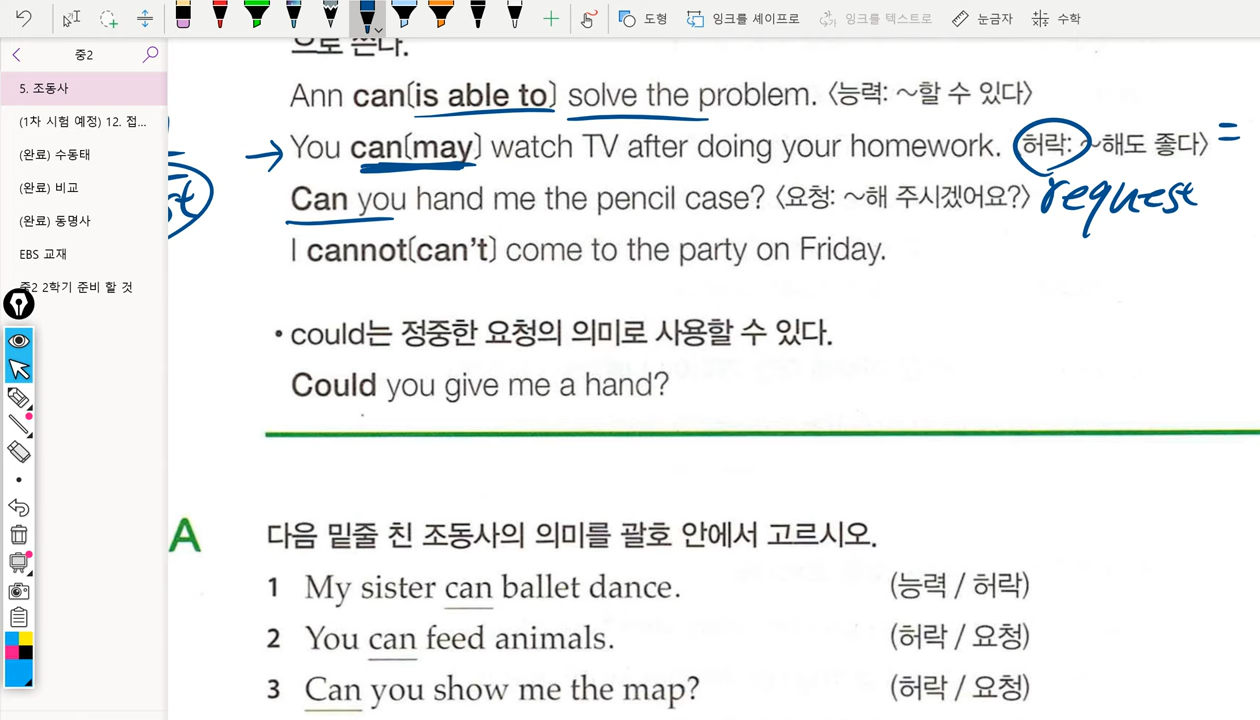 도형
잉크를 셰이프로
잉크를 텍스트로
눈금자
수학
중2
5. 조동사
(1차 시험 예정) 12. 접...
(완료) 수동태
(완료) 비교
(완료) 동명사
EBS 교재
중2 2학기 준비 할 것
으로 쓴다.
Ann can[is able to] solve the problem. 〈능력: ~할 수 있다〉
You can[may] watch TV after doing your homework. 〈허락: ~해도 좋다〉 =
Can you hand me the pencil case? 〈요청: ~해 주시겠어요?〉 request
I cannot[can't] come to the party on Friday.
• could는 정중한 요청의 의미로 사용할 수 있다.
Could you give me a hand?
A 다음 밑줄 친 조동사의 의미를 괄호 안에서 고르시오.
1 My sister can ballet dance. (능력 / 허락)
2 You can feed animals. (허락 / 요청)
3 Can you show me the map? (허락 / 요청)